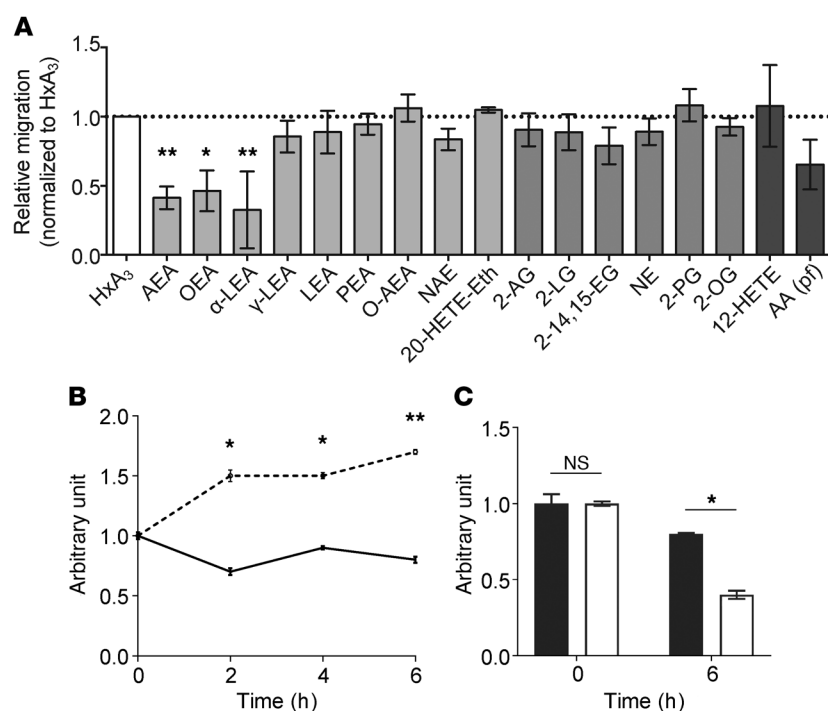 A
Relative migration
(normalized to HxA₃)
1.5
1.0
0.5
0.0
** * **
HxA₃
AEA
OEA
α-LEA
γ-LEA
LEA
PEA
O-AEA
NAE
20-HETE-Eth
2-AG
2-LG
2-14,15-EG
NE
2-PG
2-OG
12-HETE
AA (pf)
B
Arbitrary unit
2.0
1.5
1.0
0.5
0.0
* * **
0 2 4 6
Time (h)
C
Arbitrary unit
1.5
1.0
0.5
0.0
NS
*
0 6
Time (h)